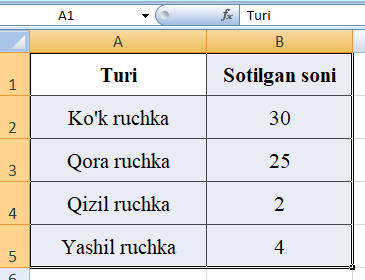 A1 fx Turi
A B
1 Turi Sotilgan soni
2 Ko'k ruchka 30
3 Qora ruchka 25
4 Qizil ruchka 2
5 Yashil ruchka 4
6